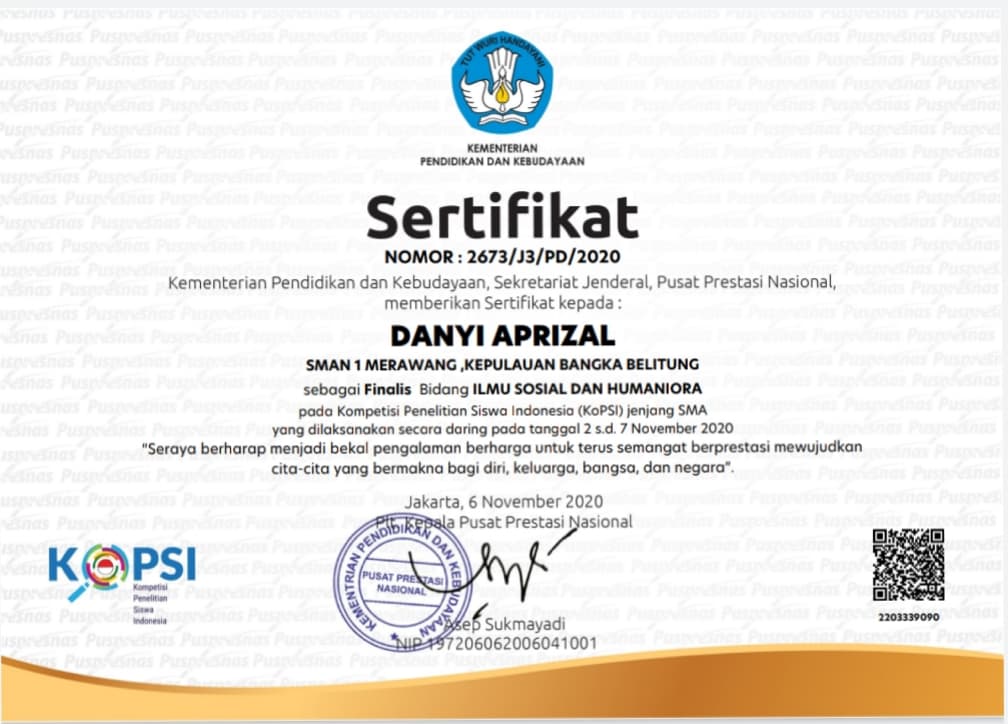 TUT WURI HANDAYANI
KEMENTERIAN
PENDIDIKAN DAN KEBUDAYAAN
Sertifikat
NOMOR : 2673/J3/PD/2020
Kementerian Pendidikan dan Kebudayaan, Sekretariat Jenderal, Pusat Prestasi Nasional,
memberikan Sertifikat kepada :
DANYI APRIZAL
SMAN 1 MERAWANG ,KEPULAUAN BANGKA BELITUNG
sebagai Finalis Bidang ILMU SOSIAL DAN HUMANIORA
pada Kompetisi Penelitian Siswa Indonesia (KoPSI) jenjang SMA
yang dilaksanakan secara daring pada tanggal 2 s.d. 7 November 2020
"Seraya berharap menjadi bekal pengalaman berharga untuk terus semangat berprestasi mewujudkan
cita-cita yang bermakna bagi diri, keluarga, bangsa, dan negara".
Jakarta, 6 November 2020
Plt. Kepala Pusat Prestasi Nasional
KEMENTRIAN PENDIDIKAN DAN KEBUDAYAAN
PUSAT PRESTASI
NASIONAL
Asep Sukmayadi
NIP 197206062006041001
KOPSI
Kompetisi
Penelitian
Siswa
Indonesia
2203339090
Puspresnas